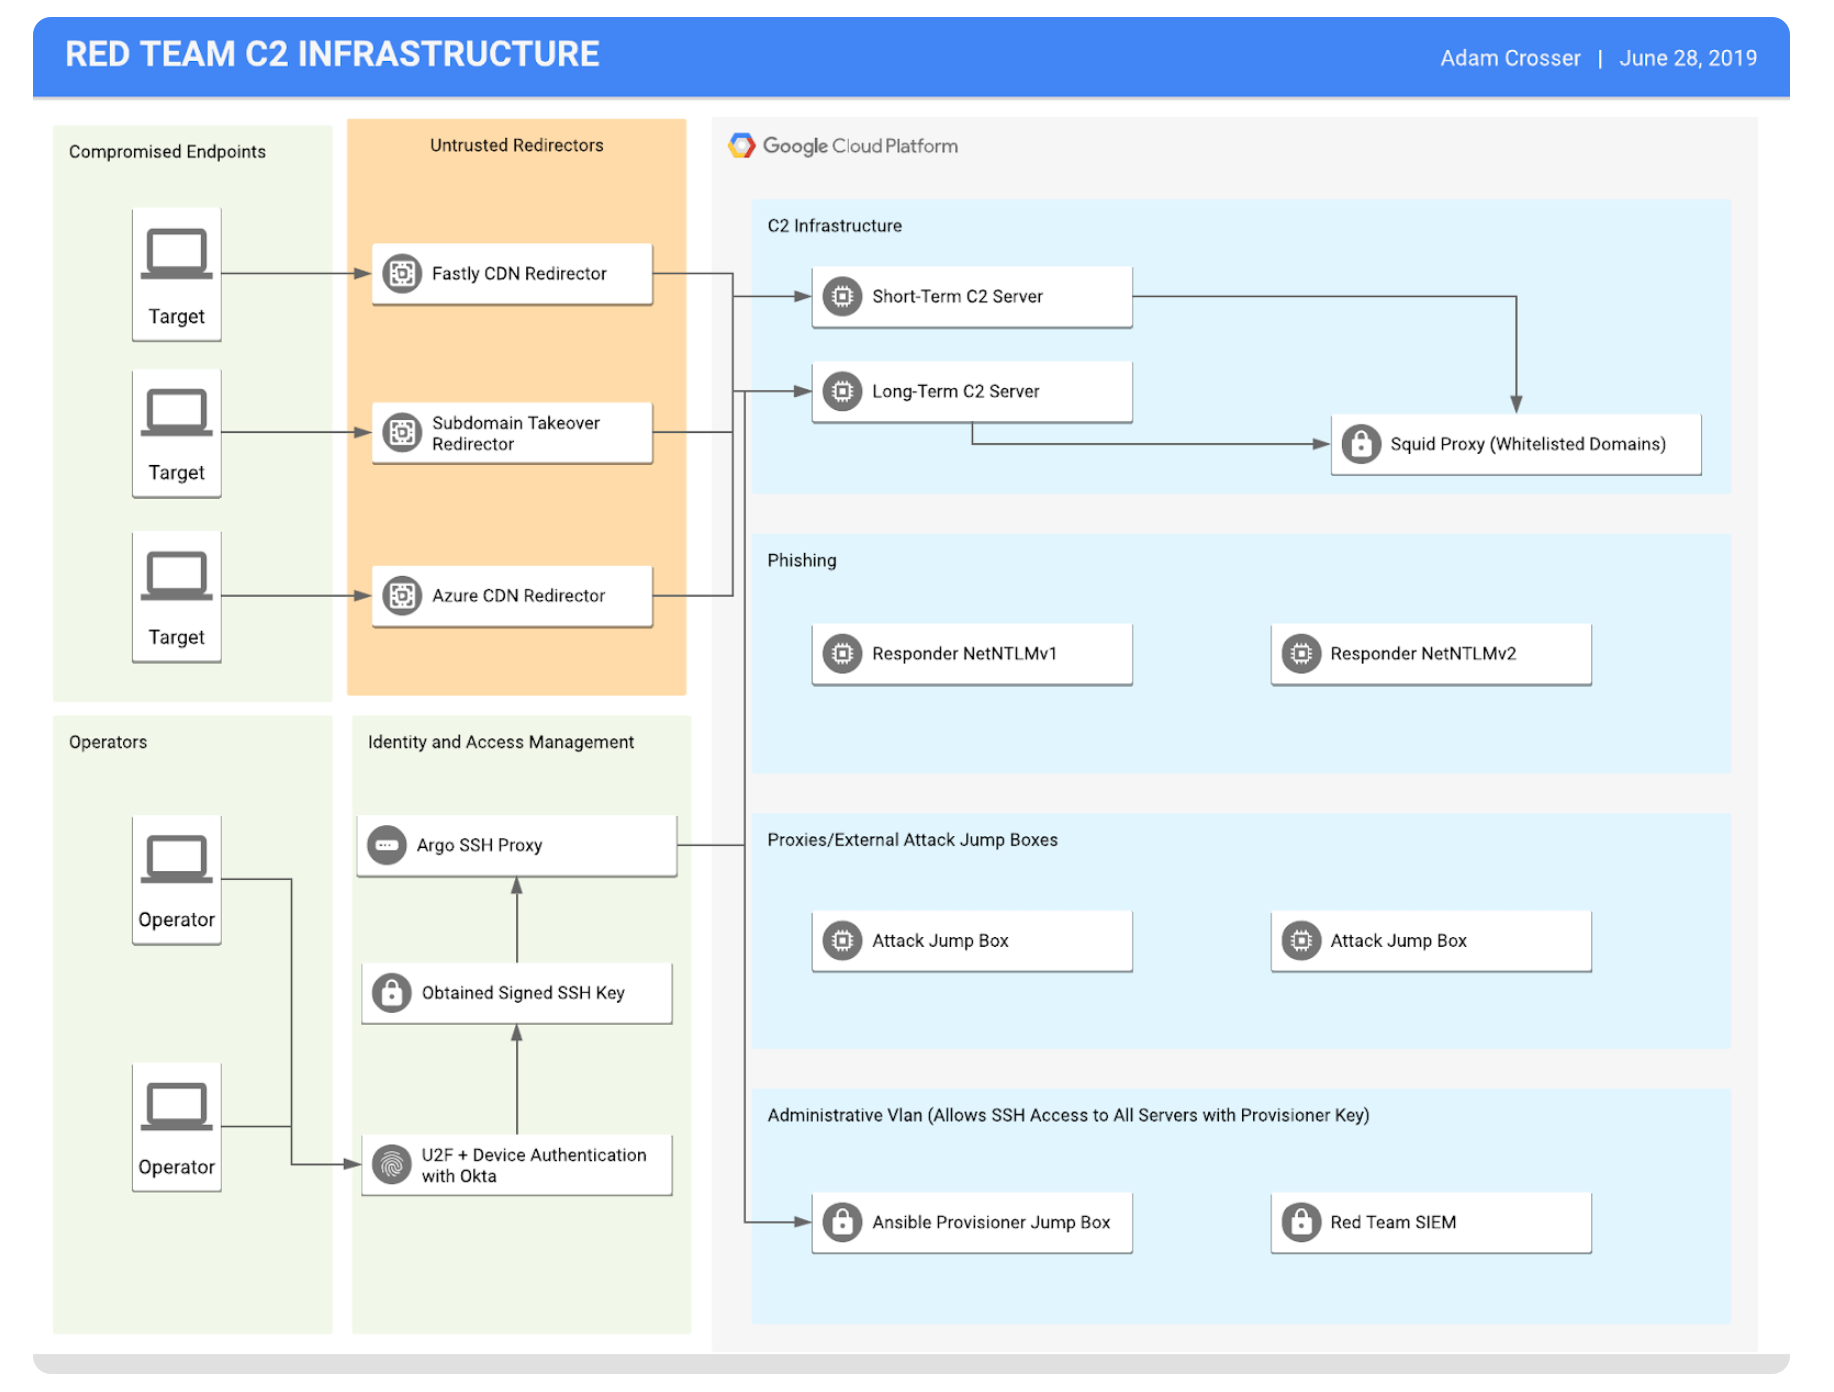 RED TEAM C2 INFRASTRUCTURE
Adam Crosser | June 28, 2019
Compromised Endpoints
Target
Target
Target
Untrusted Redirectors
Fastly CDN Redirector
Subdomain Takeover
Redirector
Azure CDN Redirector
Google Cloud Platform
C2 Infrastructure
Short-Term C2 Server
Long-Term C2 Server
Squid Proxy (Whitelisted Domains)
Phishing
Responder NetNTLMv1
Responder NetNTLMv2
Operators
Operator
Operator
Identity and Access Management
Argo SSH Proxy
Obtained Signed SSH Key
U2F + Device Authentication
with Okta
Proxies/External Attack Jump Boxes
Attack Jump Box
Attack Jump Box
Administrative Vlan (Allows SSH Access to All Servers with Provisioner Key)
Ansible Provisioner Jump Box
Red Team SIEM